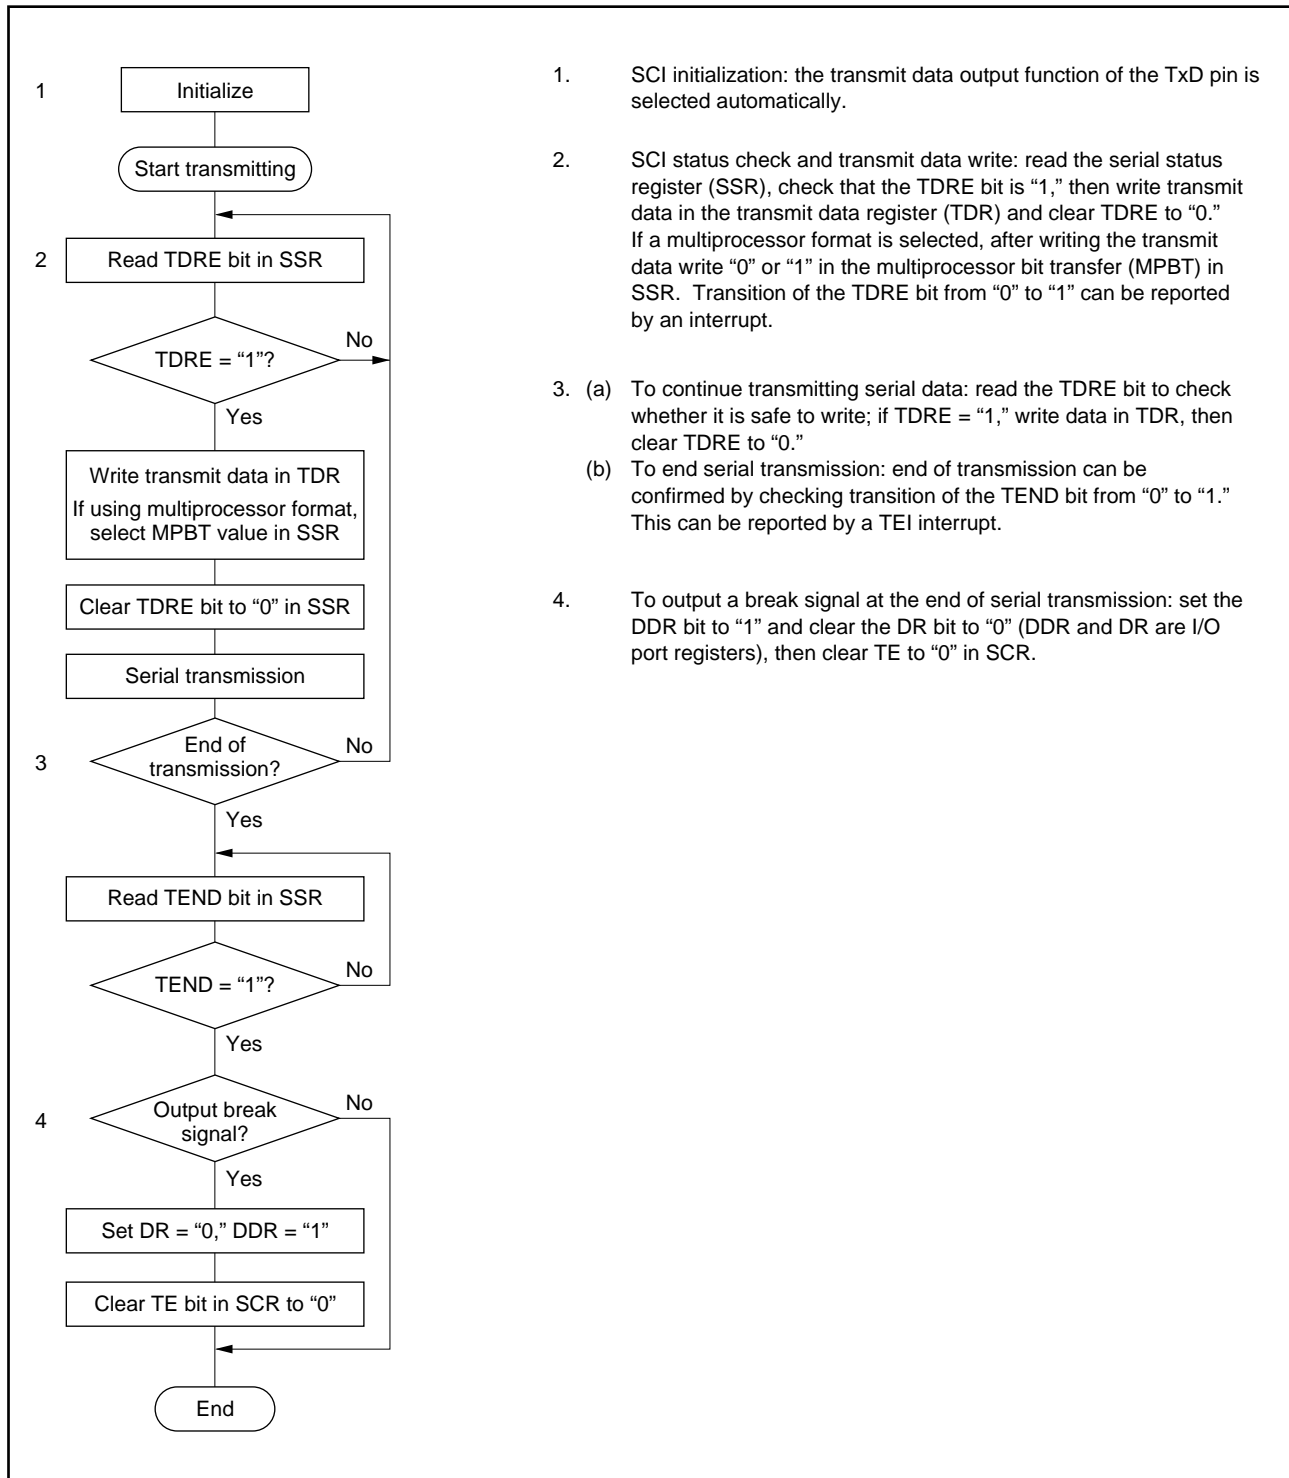 1
Initialize
Start transmitting
2
Read TDRE bit in SSR
TDRE = “1”?
No
Yes
Write transmit data in TDR
If using multiprocessor format,
select MPBT value in SSR
Clear TDRE bit to “0” in SSR
Serial transmission
3
End of
transmission?
No
Yes
Read TEND bit in SSR
TEND = “1”?
No
Yes
4
Output break
signal?
No
Yes
Set DR = “0,” DDR = “1”
Clear TE bit in SCR to “0”
End
1. SCI initialization: the transmit data output function of the TxD pin is
selected automatically.
2. SCI status check and transmit data write: read the serial status
register (SSR), check that the TDRE bit is “1,” then write transmit
data in the transmit data register (TDR) and clear TDRE to “0.”
If a multiprocessor format is selected, after writing the transmit
data write “0” or “1” in the multiprocessor bit transfer (MPBT) in
SSR. Transition of the TDRE bit from “0” to “1” can be reported
by an interrupt.
3. (a) To continue transmitting serial data: read the TDRE bit to check
whether it is safe to write; if TDRE = “1,” write data in TDR, then
clear TDRE to “0.”
(b) To end serial transmission: end of transmission can be
confirmed by checking transition of the TEND bit from “0” to “1.”
This can be reported by a TEI interrupt.
4. To output a break signal at the end of serial transmission: set the
DDR bit to “1” and clear the DR bit to “0” (DDR and DR are I/O
port registers), then clear TE to “0” in SCR.